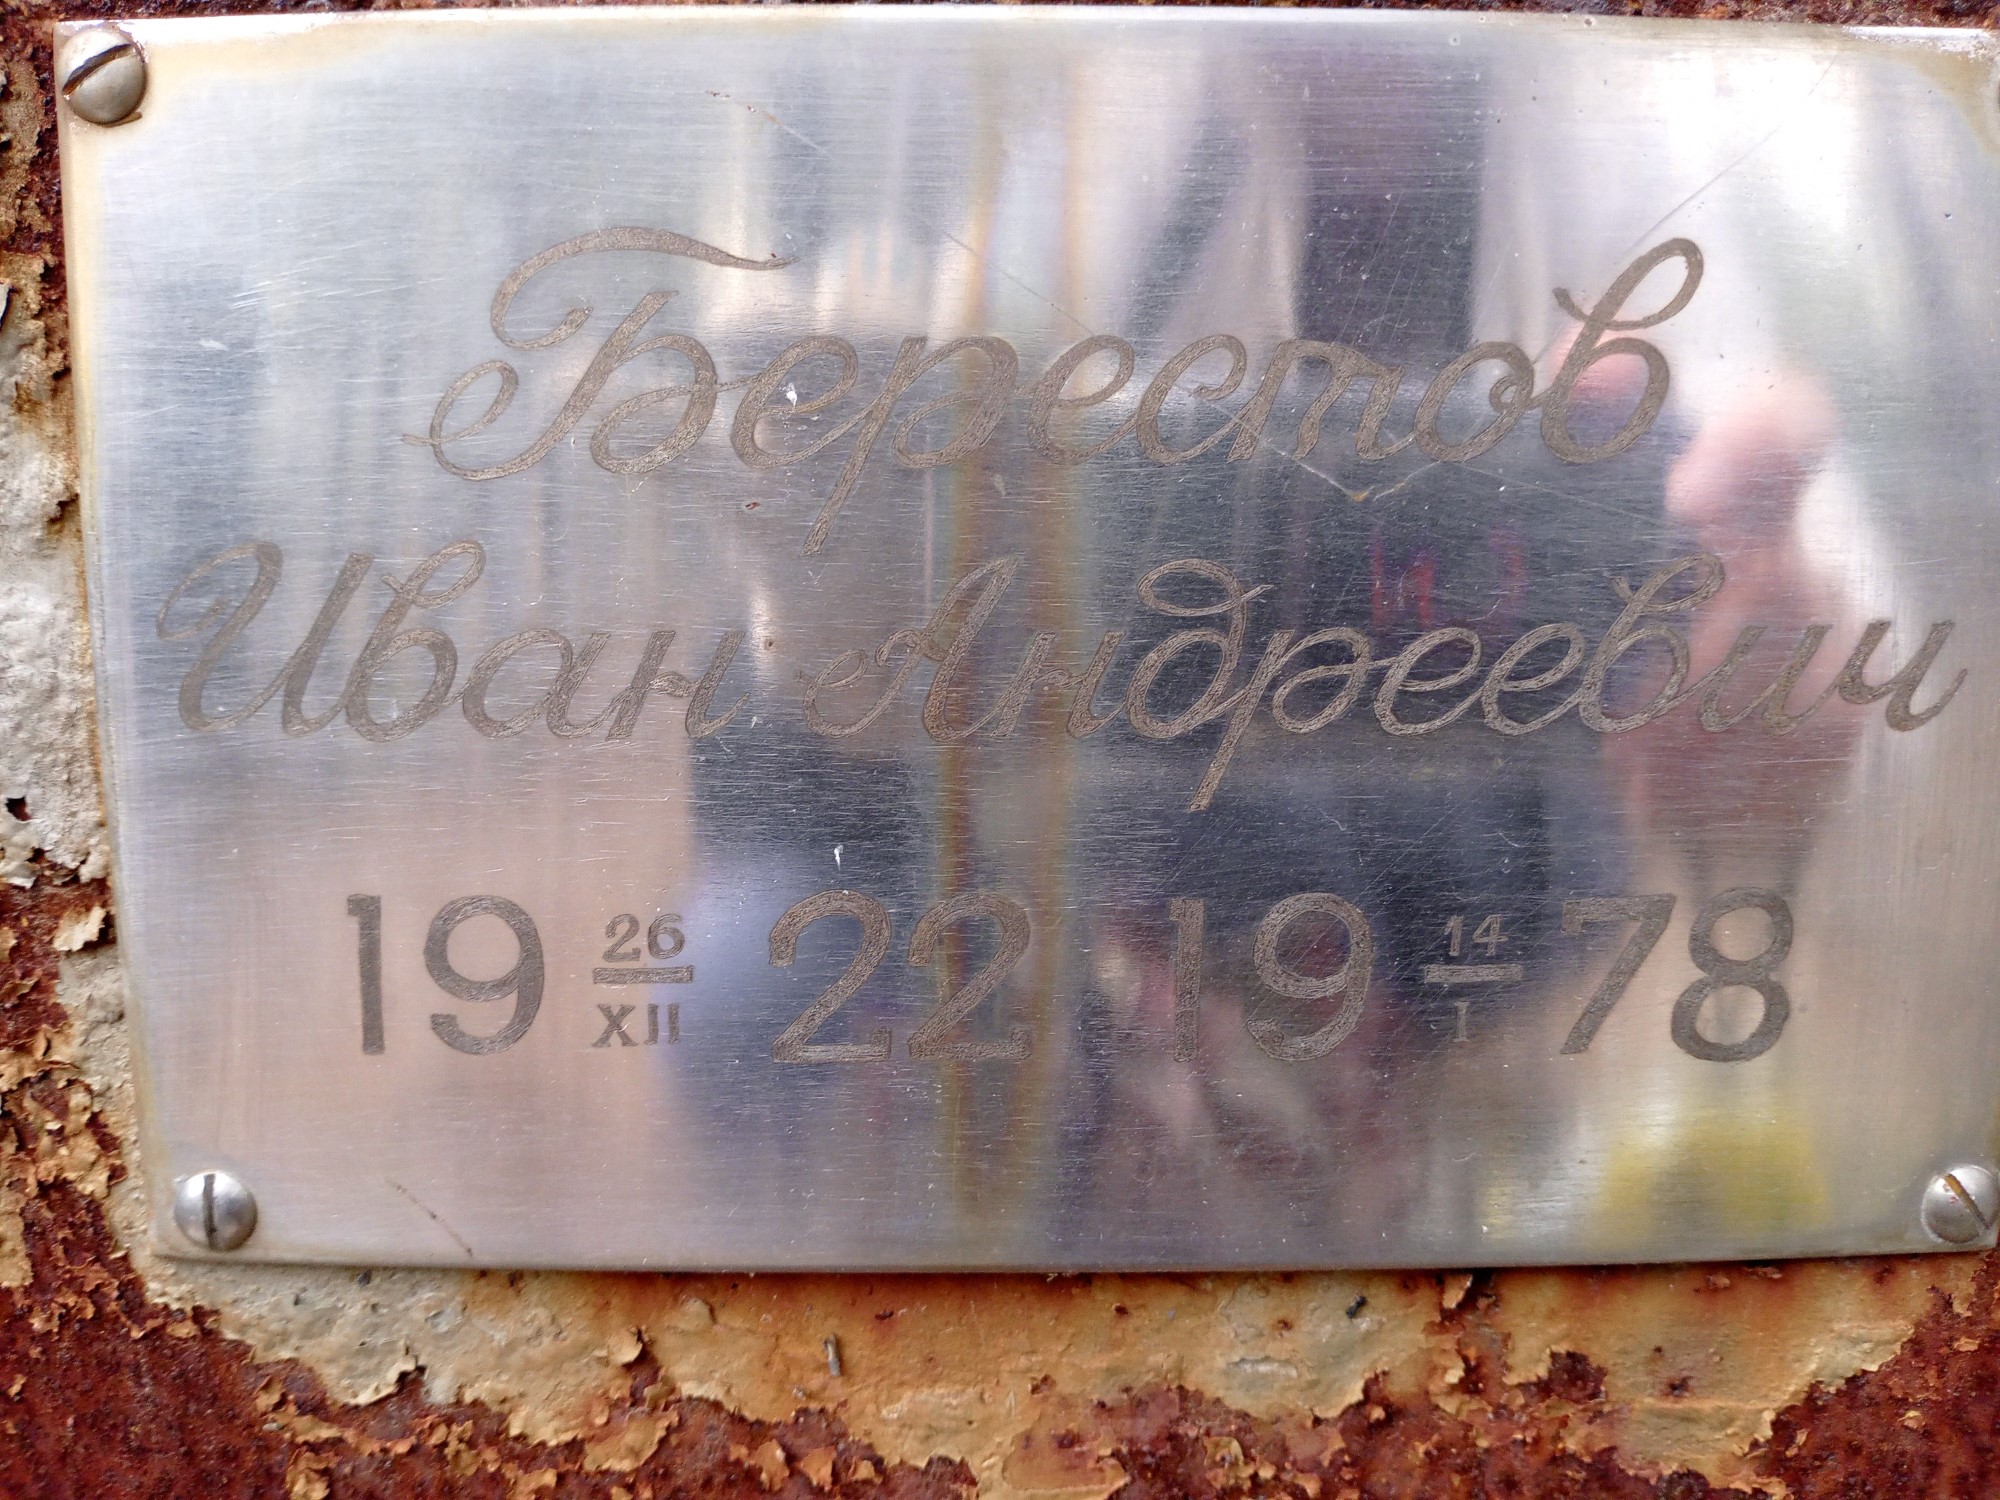 Берестов
Иван Андреевич
19 26/XII 22 19 14/I 78